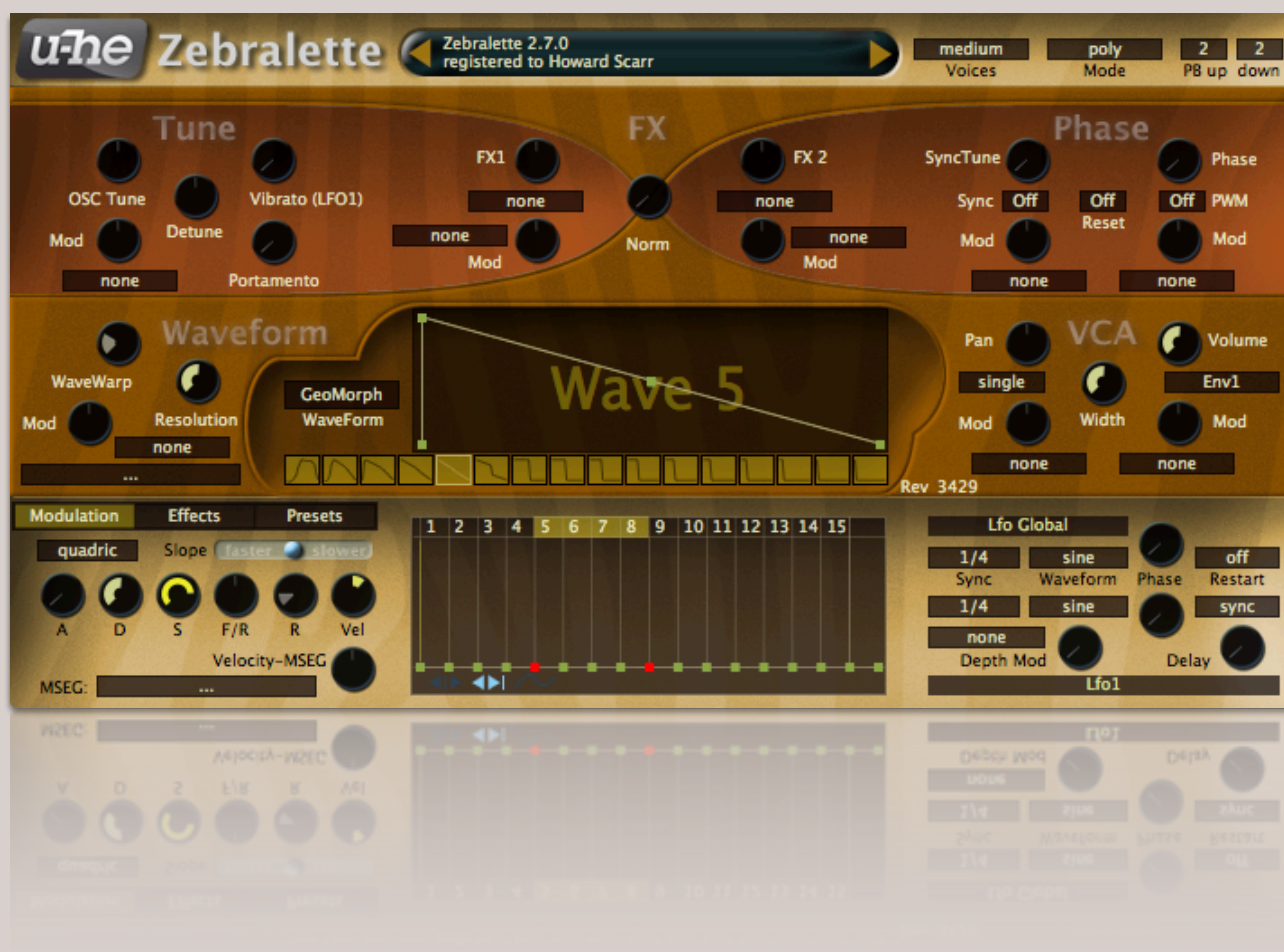 u-he Zebralette
Zebralette 2.7.0
registered to Howard Scarr
medium poly 2 2
Voices Mode PB up down
Tune FX Phase
FX1 FX 2 SyncTune Phase
OSC Tune Vibrato (LFO1) none none Sync Off Off Off PWM
Detune Reset
Mod none none Mod Mod
Norm
Mod Mod
none Portamento none none
Waveform Pan VCA Volume
WaveWarp single Env1
GeoMorph Wave 5
Mod Resolution WaveForm Mod Width Mod
none
... none none
Rev 3429
Modulation Effects Presets 1 2 3 4 5 6 7 8 9 10 11 12 13 14 15 Lfo Global
quadric Slope faster slower 1/4 sine off
Sync Waveform Phase Restart
1/4 sine sync
A D S F/R R Vel none
Velocity-MSEG Depth Mod Delay
MSEG: ... Lfo1